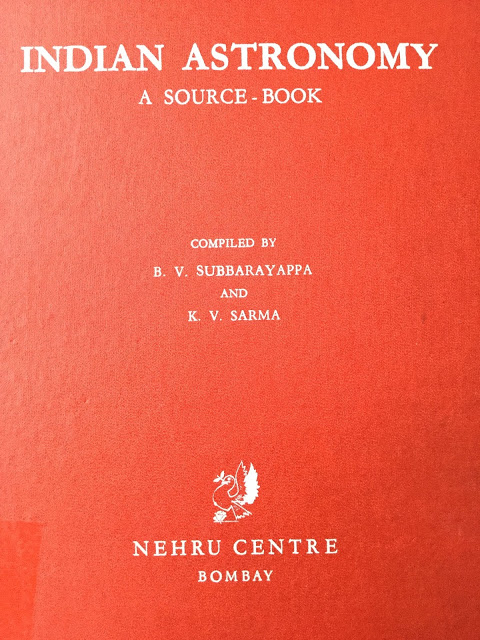 INDIAN ASTRONOMY
A SOURCE - BOOK
COMPILED BY
B. V. SUBBARAYAPPA
AND
K. V. SARMA
NEHRU CENTRE
BOMBAY